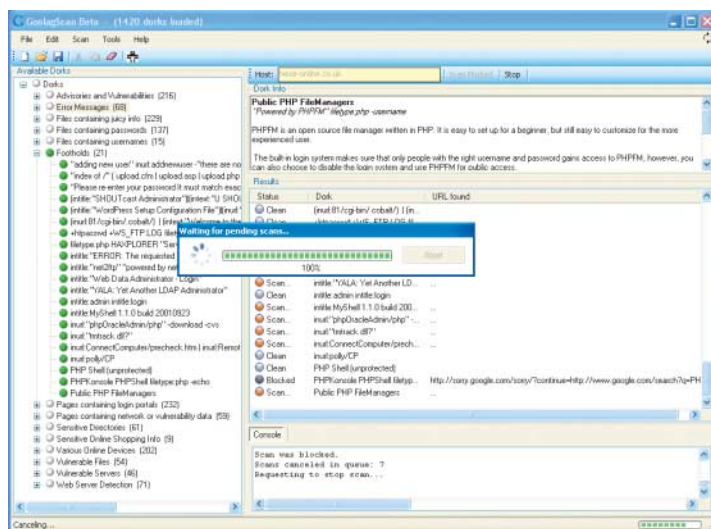 GoolagScan Beta - (1420 dorks loaded)
File Edit Scan Tools Help
Available Dorks
Dorks
Advisories and Vulnerabilities (216)
Error Messages (68)
Files containing juicy info (229)
Files containing passwords (137)
Files containing usernames (15)
Footholds (21)
"adding new user" inurl:addnewuser -"there are no
"index of /" ( upload.cfm | upload.asp | upload.php
"Please re-enter your password It must match exac
(intitle:"SHOUTcast Administrator")|(intext:"U SHOU
(intitle:"WordPress Setup Configuration File")|(inurl:"
(inurl:81/cgi-bin/.cobalt/) | (intext:"Welcome to the
+htpasswd +WS_FTP.LOG filet
filetype:php HAXPLORER "Ser
intitle:"ERROR: The requested
intitle:"net2ftp" "powered by net
intitle:"Web Data Administrator - Login"
intitle:"YALA: Yet Another LDAP Administrator"
intitle:admin intitle:login
intitle:MyShell 1.1.0 build 20010923
inurl:"phpOracleAdmin/php" -download -cvs
inurl:"tmtrack.dll?"
inurl:ConnectComputer/precheck.htm | inurl:Remot
inurl:polly/CP
PHP Shell (unprotected)
PHPKonsole PHPShell filetype:php -echo
Public PHP FileManagers
Pages containing login portals (232)
Pages containing network or vulnerability data (59)
Sensitive Directories (61)
Sensitive Online Shopping Info (9)
Various Online Devices (202)
Vulnerable Files (54)
Vulnerable Servers (46)
Web Server Detection (71)
Host: Stop
Dork Info
Public PHP FileManagers
"Powered by PHPFM" filetype:php -username
PHPFM is an open source file manager written in PHP. It is easy to set up for a beginner, but still easy to customize for the more
experienced user.
The built-in login system makes sure that only people with the right username and password gains access to PHPFM, however, you
can also choose to disable the login system and use PHPFM for public access.
Results
Status Dork URL found
Clean (inurl:81/cgi-bin/.cobalt/) | (in...
Clean +htpasswd +WS_FTP.LOG fil...
Waiting for pending scans...
100%
Scan... intitle:"YALA: Yet Another LD... ...
Clean intitle:admin intitle:login ...
Scan... intitle:MyShell 1.1.0 build 200... ...
Scan... inurl:"phpOracleAdmin/php" -... ...
Scan... inurl:"tmtrack.dll?" ...
Scan... inurl:ConnectComputer/prech... ...
Clean inurl:polly/CP
Clean PHP Shell (unprotected)
Blocked PHPKonsole PHPShell filetyp... http://sorry.google.com/sorry/?continue=http://www.google.com/search?q=PH
Scan... Public PHP FileManagers ...
Console
Scan was blocked.
Scans canceled in queue: 7
Requesting to stop scan...
Canceling...